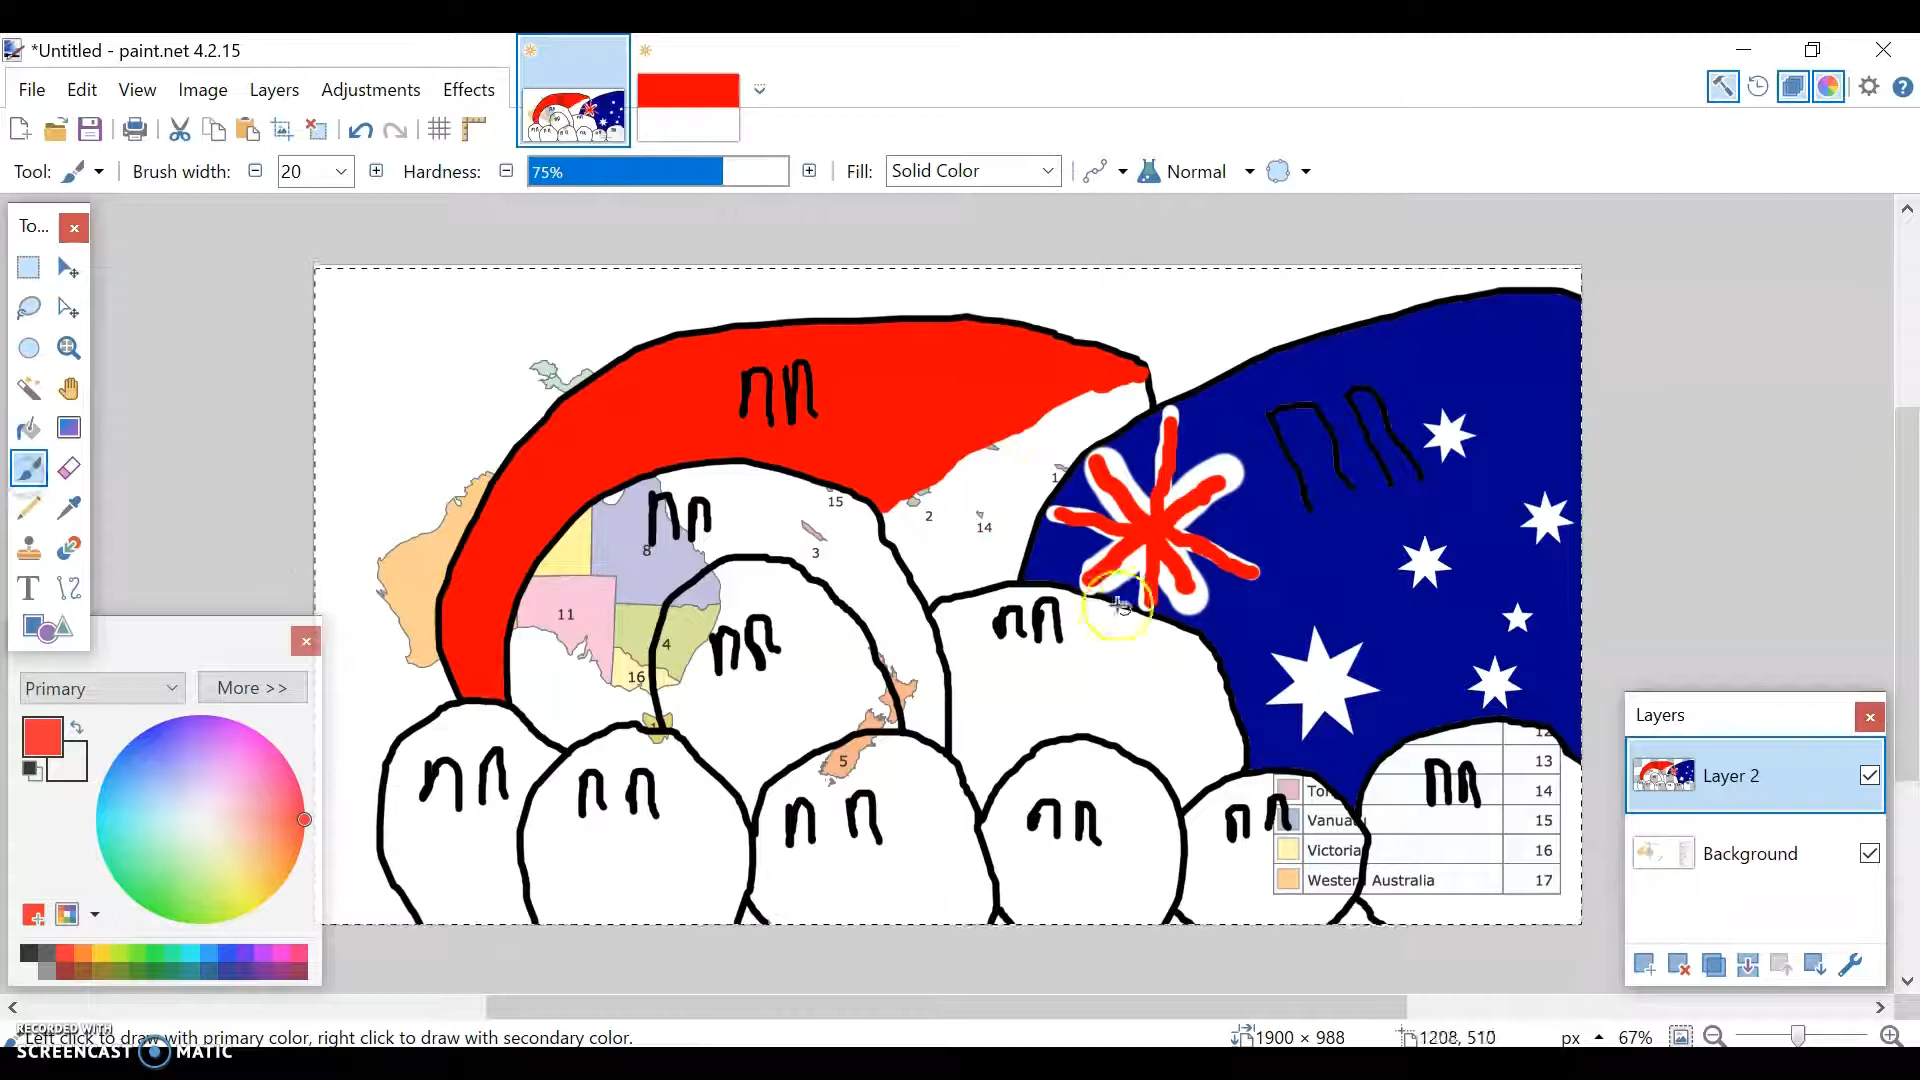 *Untitled - paint.net 4.2.15
File Edit View Image Layers Adjustments Effects
Tool: Brush width: 20 Hardness: 75% Fill: Solid Color Normal
To...
15
2
14
3
8
11
4
16
5
Primary More >>
Layers
Layer 2
Background
13
14
Vanuatu 15
Victoria 16
Western Australia 17
Left click to draw with primary color, right click to draw with secondary color.
1900 × 988 1208, 510 px 67%
RECORDED WITH
SCREENCAST MATIC